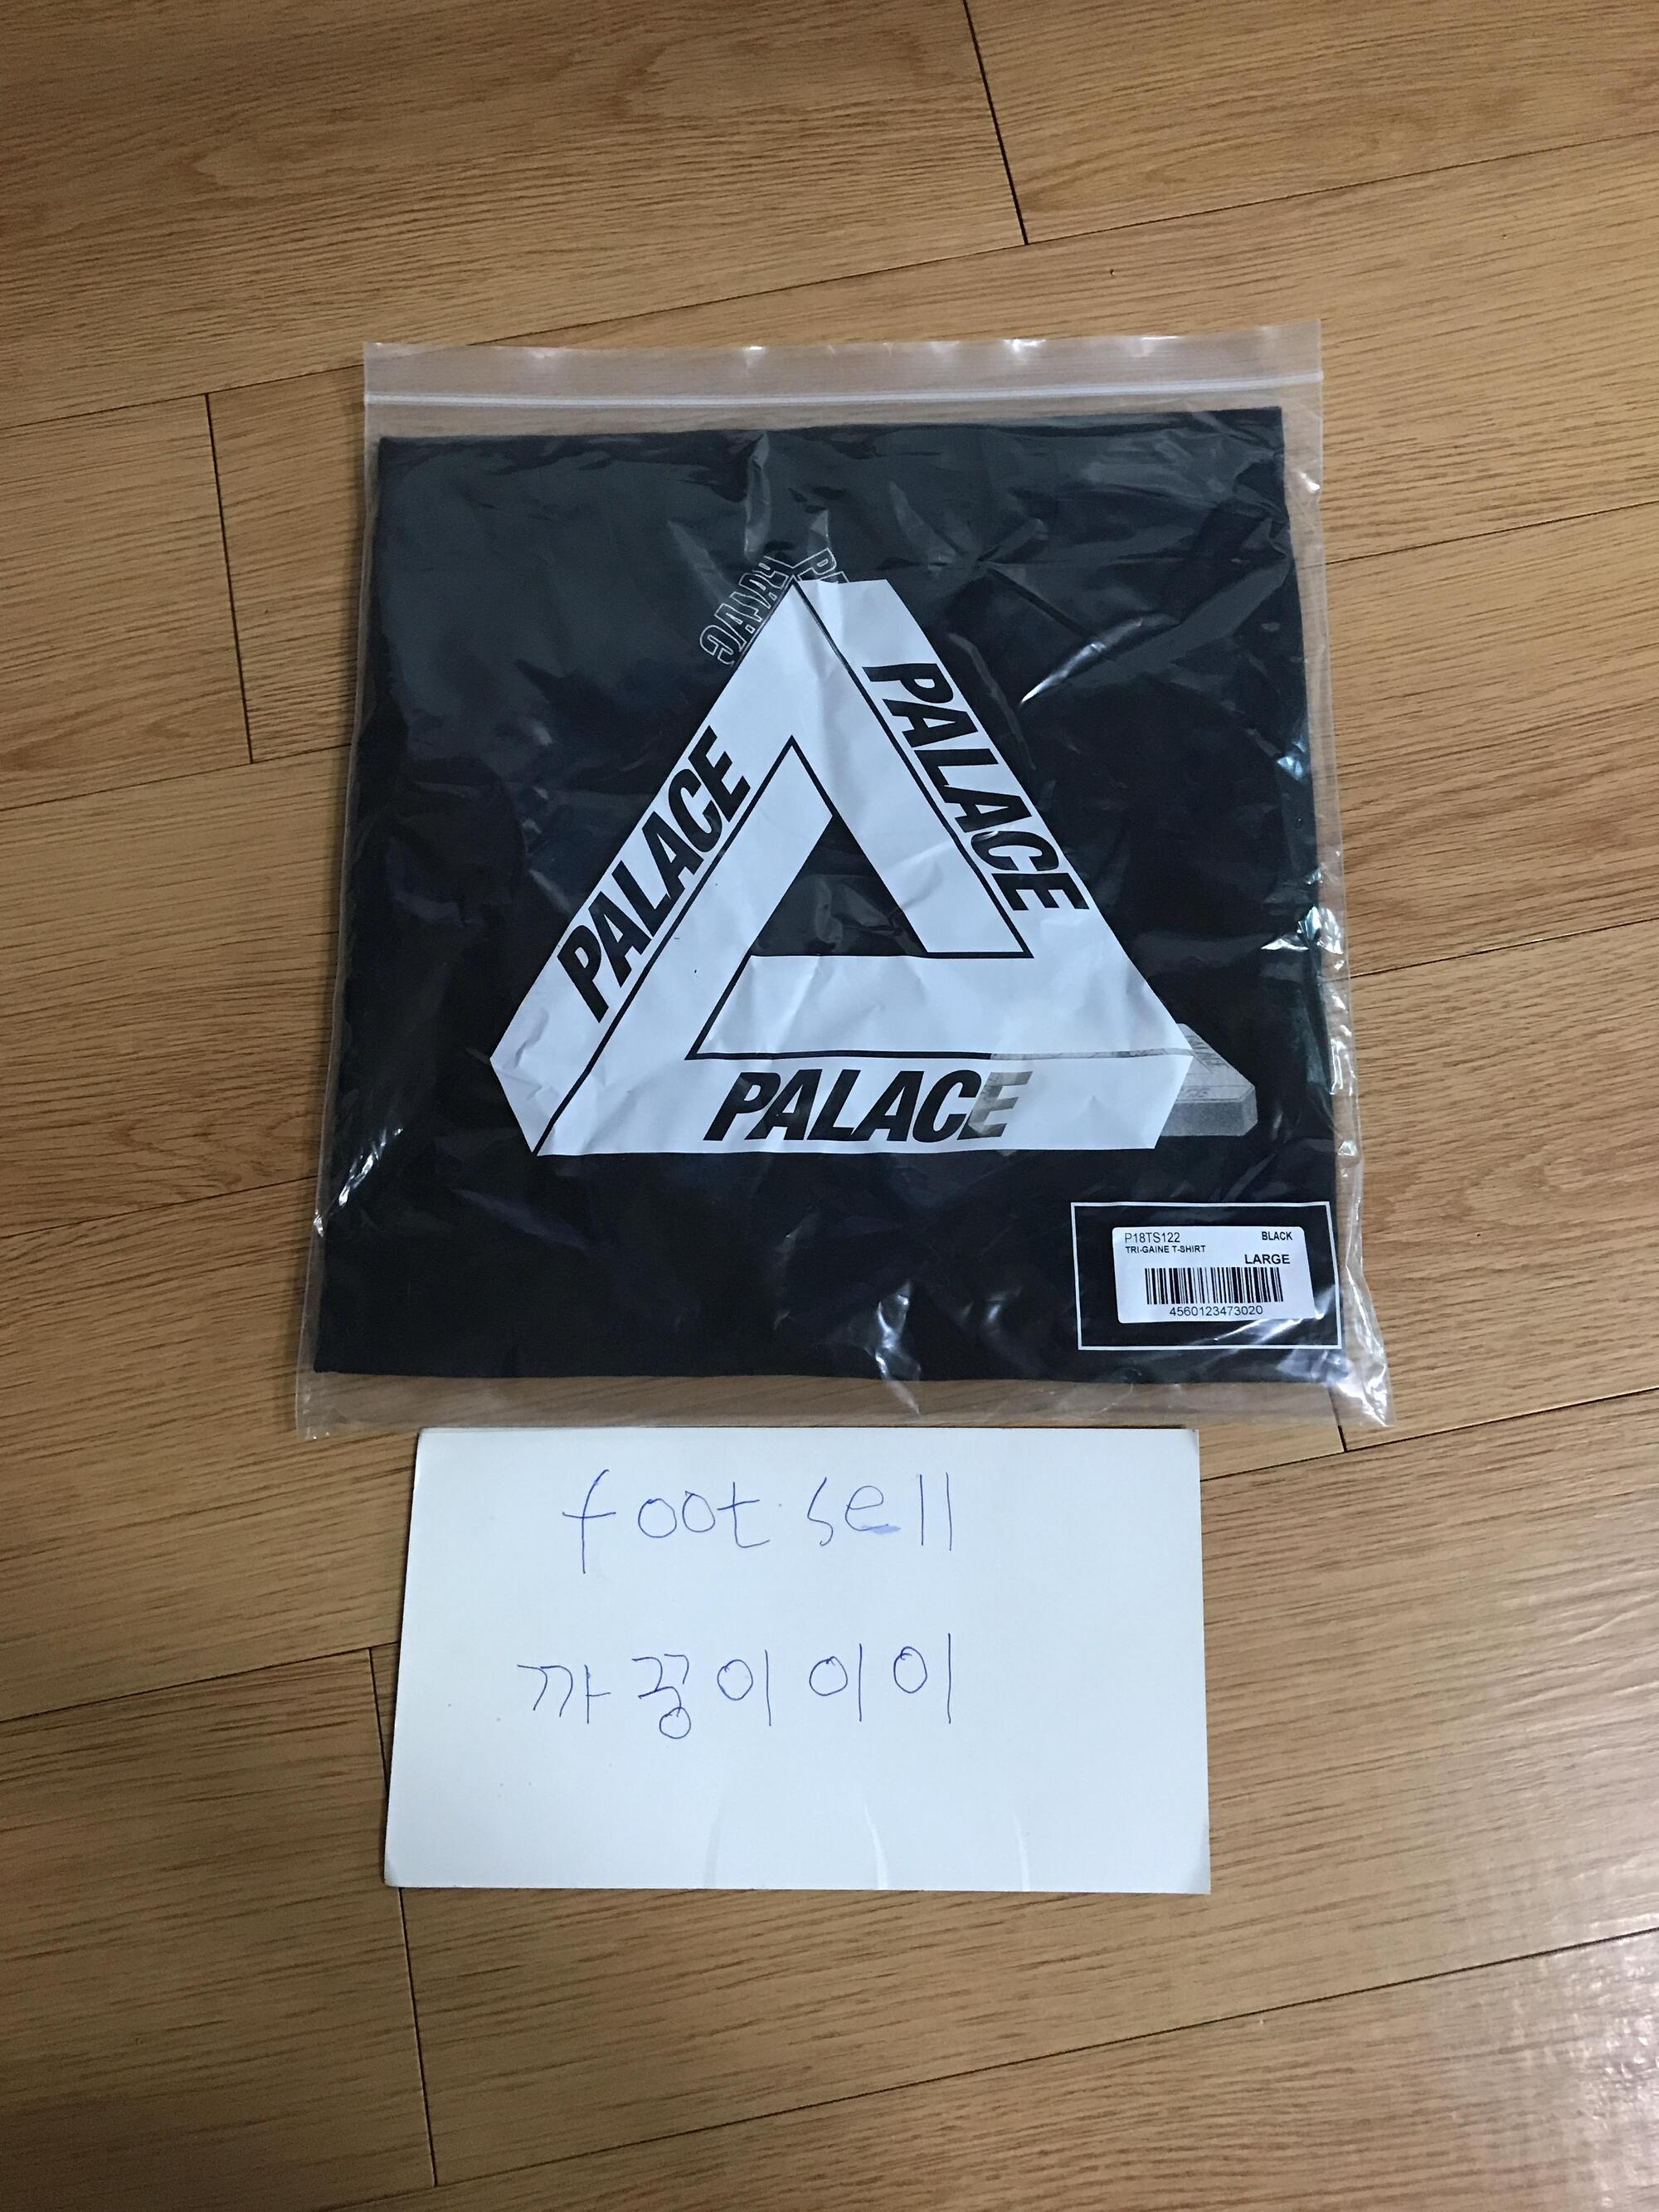 PALACE
PALACE
PALACE
P18TS122 BLACK
TRI-GAINE T-SHIRT
LARGE
4560123473020
foot sell
까꿍이이이